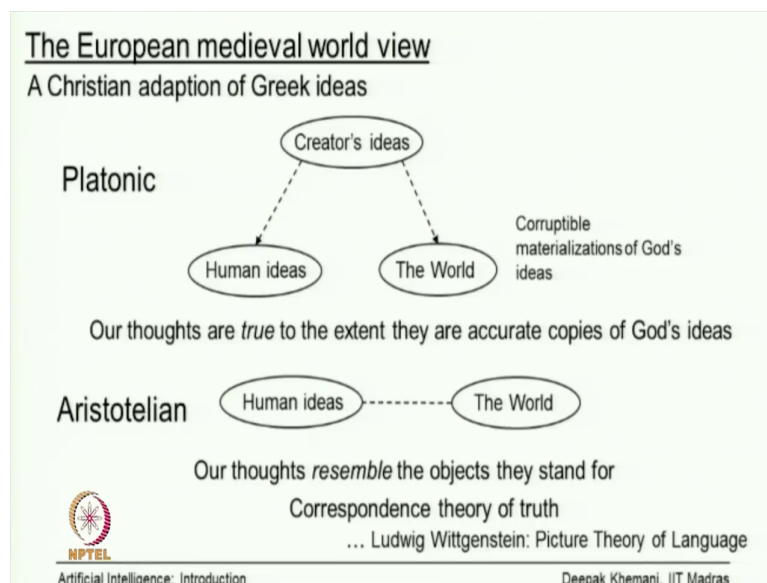 The European medieval world view
A Christian adaption of Greek ideas
Creator's ideas
Platonic
Human ideas
The World
Corruptible
materializations of God's
ideas
Our thoughts are true to the extent they are accurate copies of God's ideas
Aristotelian
Human ideas
The World
Our thoughts resemble the objects they stand for
Correspondence theory of truth
... Ludwig Wittgenstein: Picture Theory of Language
NPTEL
Artificial Intelligence: Introduction
Deepak Khemani, IIT Madras